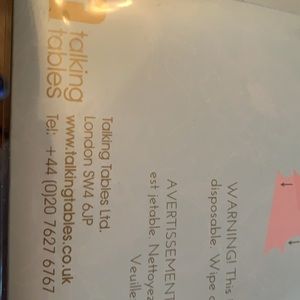 WARNING! This
disposable. Wipe
AVERTISSEMENT
est jetable. Nettoyez
talking
tables
Talking Tables Ltd.
London SW4 6JP
www.talkingtables.co.uk
Tel: +44 (0)20 7627 6767